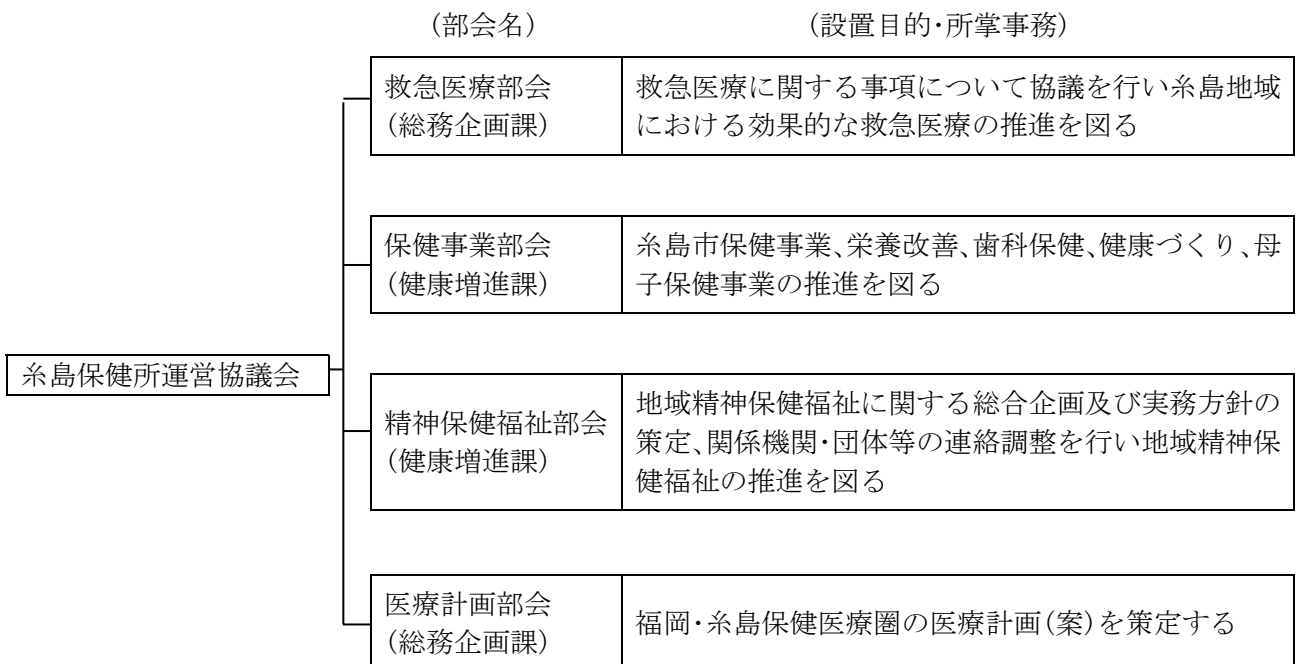 (部会名)
(設置目的・所掌事務)
救急医療部会
(総務企画課)
救急医療に関する事項について協議を行い糸島地域
における効果的な救急医療の推進を図る
保健事業部会
(健康増進課)
糸島市保健事業、栄養改善、歯科保健、健康づくり、母
子保健事業の推進を図る
糸島保健所運営協議会
精神保健福祉部会
(健康増進課)
地域精神保健福祉に関する総合企画及び実務方針の
策定、関係機関・団体等の連絡調整を行い地域精神保
健福祉の推進を図る
医療計画部会
(総務企画課)
福岡・糸島保健医療圏の医療計画(案)を策定する